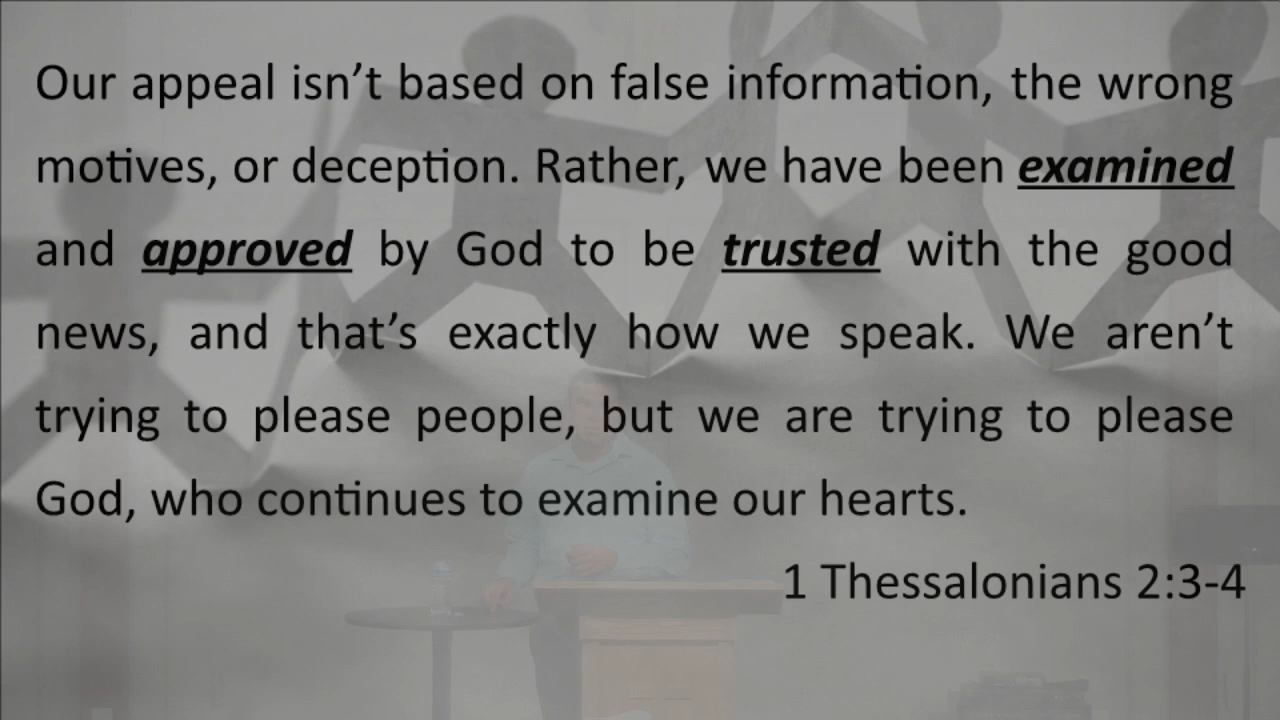 Our appeal isn’t based on false information, the wrong
motives, or deception. Rather, we have been examined
and approved by God to be trusted with the good
news, and that’s exactly how we speak. We aren’t
trying to please people, but we are trying to please
God, who continues to examine our hearts.
1 Thessalonians 2:3-4